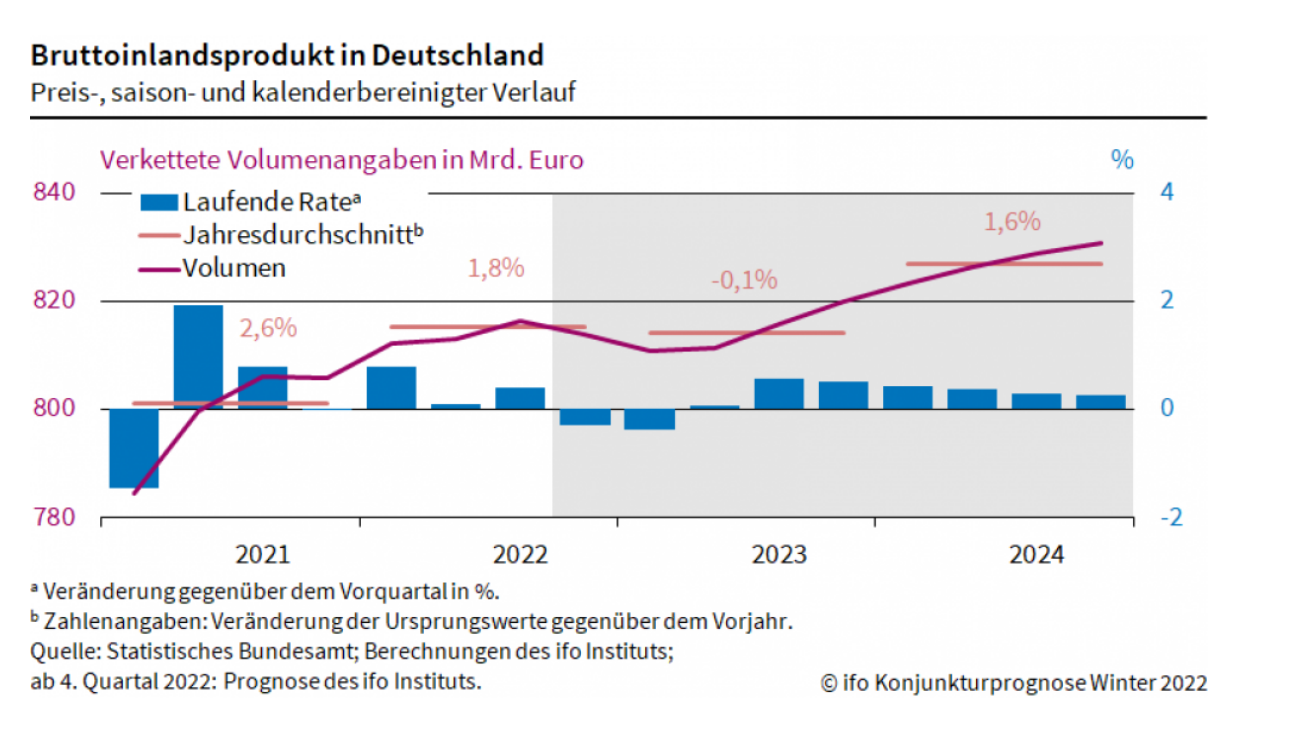 Bruttoinlandsprodukt in Deutschland
Preis-, saison- und kalenderbereinigter Verlauf
Verkettete Volumenangaben in Mrd. Euro %
840 4
Laufende Rateᵃ
Jahresdurchschnittᵇ
Volumen
1,6%
1,8%
-0,1%
820 2
2,6%
800 0
780 -2
2021 2022 2023 2024
ᵃ Veränderung gegenüber dem Vorquartal in %.
ᵇ Zahlenangaben: Veränderung der Ursprungswerte gegenüber dem Vorjahr.
Quelle: Statistisches Bundesamt; Berechnungen des ifo Instituts;
ab 4. Quartal 2022: Prognose des ifo Instituts. © ifo Konjunkturprognose Winter 2022